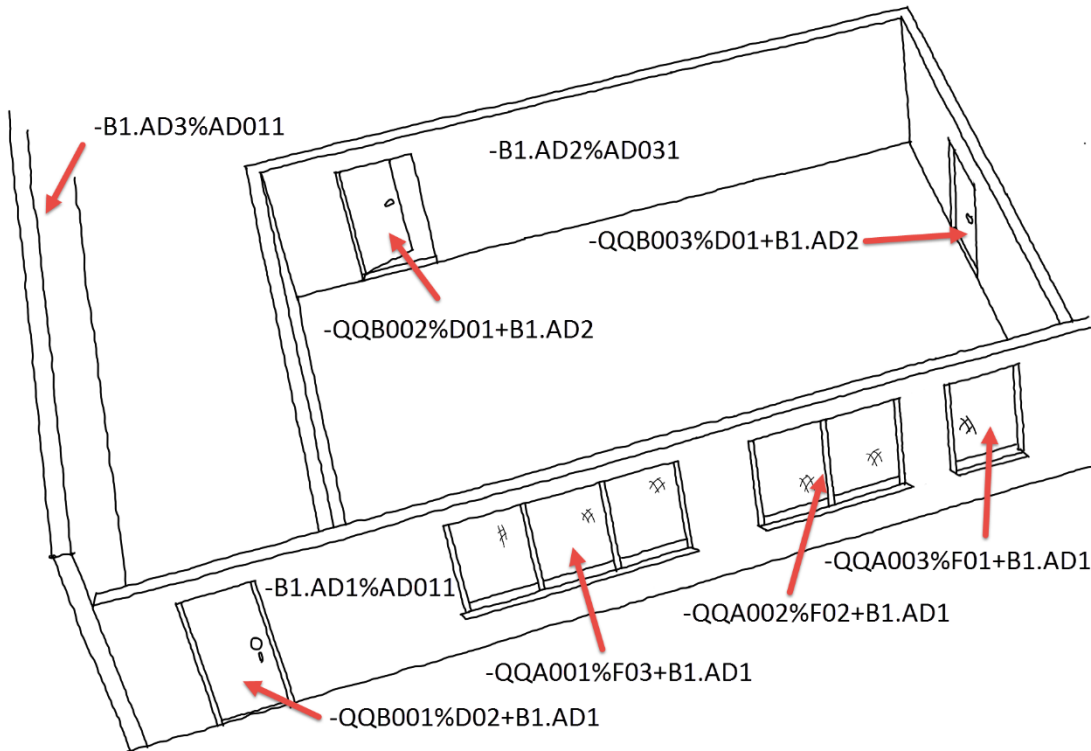 -B1.AD3%AD011
-B1.AD2%AD031
-QQB003%D01+B1.AD2
-QQB002%D01+B1.AD2
-QQA003%F01+B1.AD1
-B1.AD1%AD011
-QQA002%F02+B1.AD1
-QQA001%F03+B1.AD1
-QQB001%D02+B1.AD1